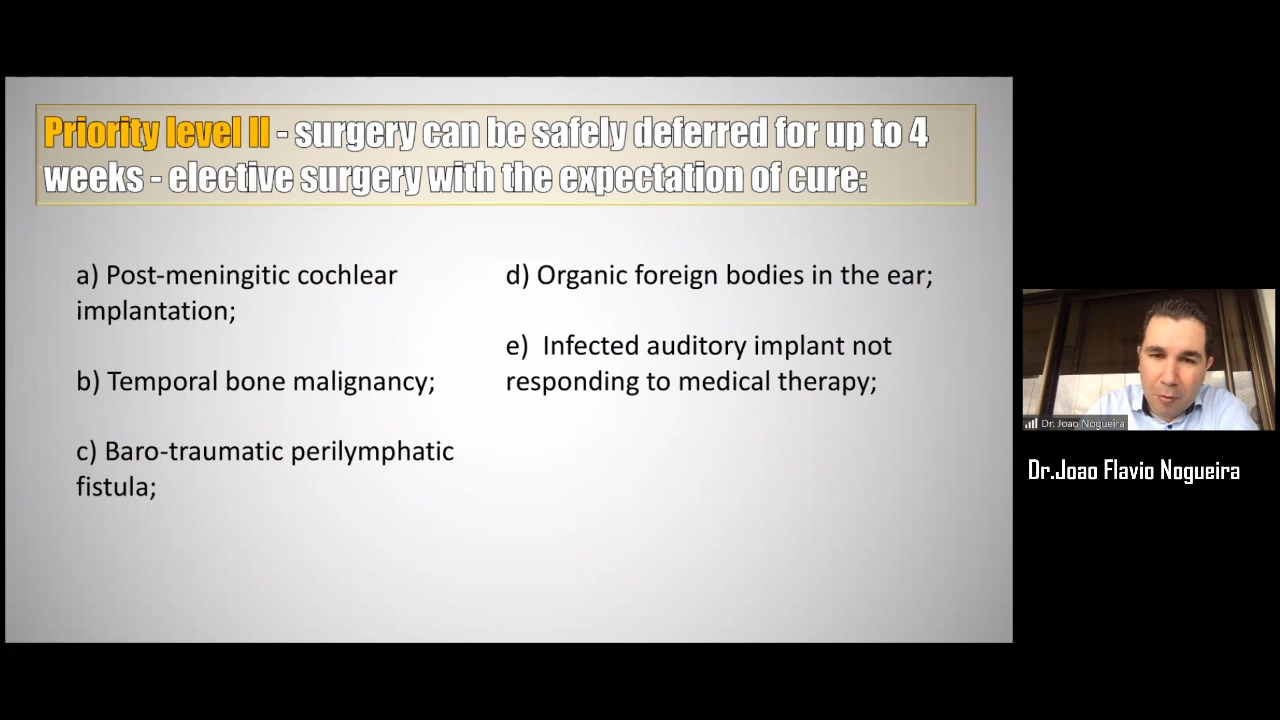 Priority level II - surgery can be safely deferred for up to 4
weeks - elective surgery with the expectation of cure:
a) Post-meningitic cochlear
implantation;
b) Temporal bone malignancy;
c) Baro-traumatic perilymphatic
fistula;
d) Organic foreign bodies in the ear;
e)  Infected auditory implant not
responding to medical therapy;
Dr. Joao Nogueira
Dr.Joao Flavio Nogueira